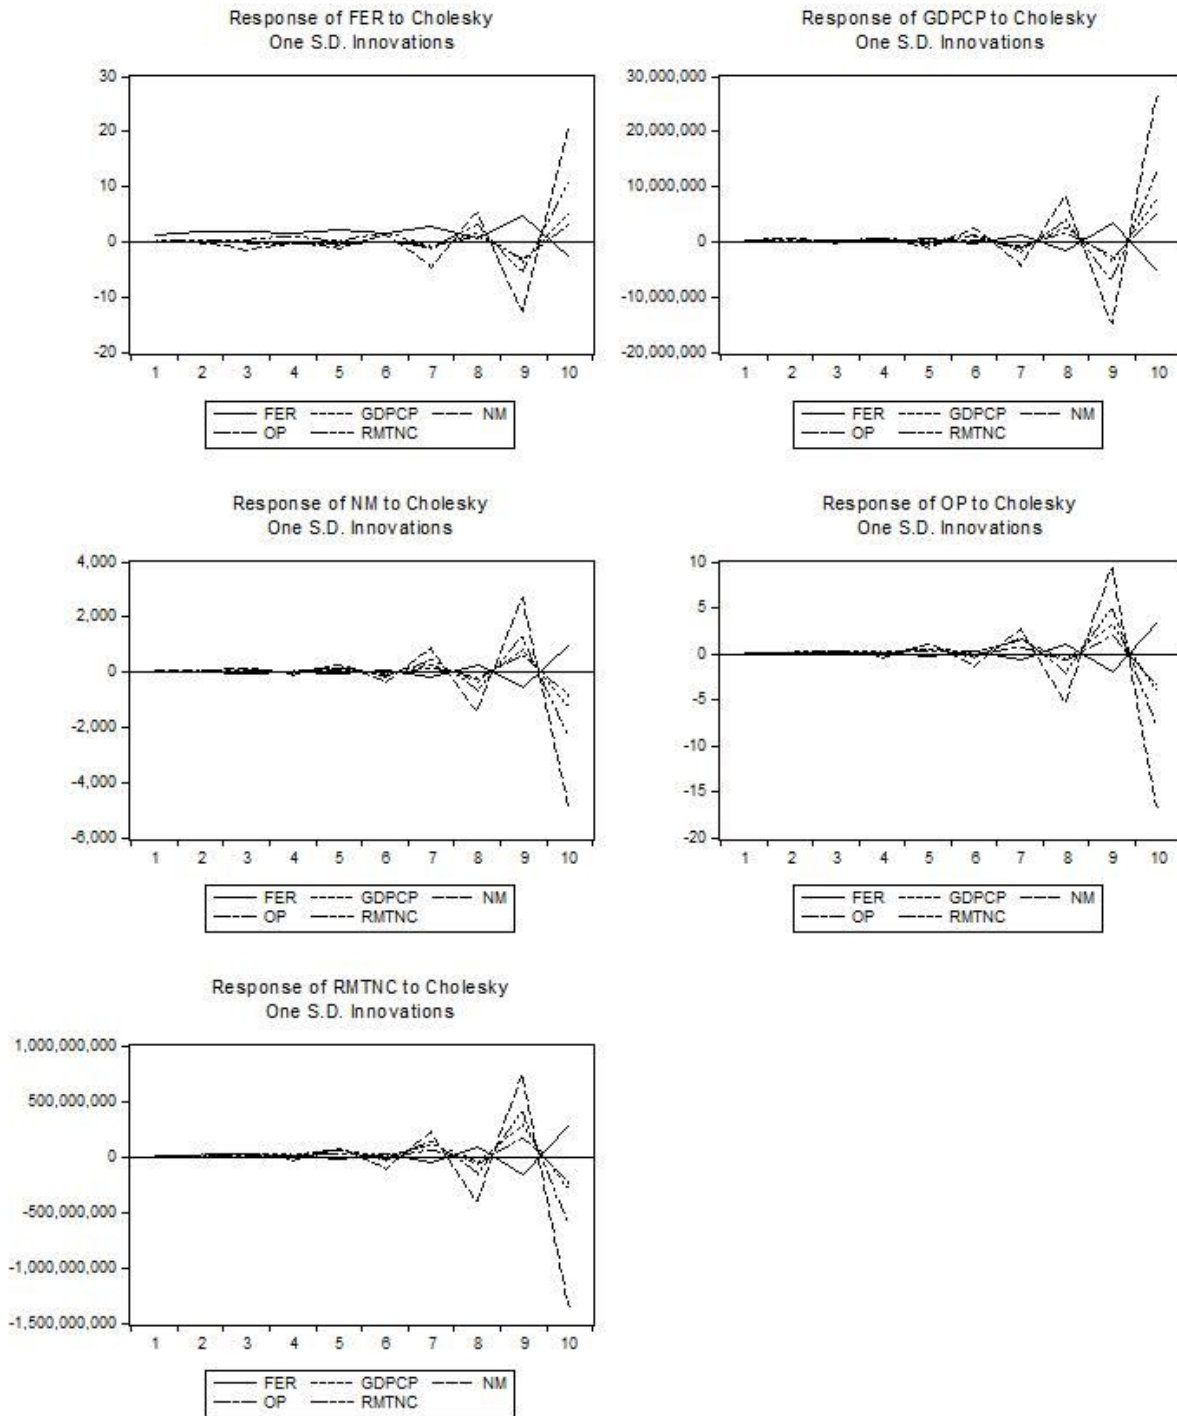 Response of FER to Cholesky
One S.D. Innovations
30
20
10
0
-10
-20
1 2 3 4 5 6 7 8 9 10
FER GDPCP NM
OP RMTNC
Response of GDPCP to Cholesky
One S.D. Innovations
30,000,000
20,000,000
10,000,000
0
-10,000,000
-20,000,000
1 2 3 4 5 6 7 8 9 10
FER GDPCP NM
OP RMTNC
Response of NM to Cholesky
One S.D. Innovations
4,000
2,000
0
-2,000
-4,000
-6,000
1 2 3 4 5 6 7 8 9 10
FER GDPCP NM
OP RMTNC
Response of OP to Cholesky
One S.D. Innovations
10
5
0
-5
-10
-15
-20
1 2 3 4 5 6 7 8 9 10
FER GDPCP NM
OP RMTNC
Response of RMTNC to Cholesky
One S.D. Innovations
1,000,000,000
500,000,000
0
-500,000,000
-1,000,000,000
-1,500,000,000
1 2 3 4 5 6 7 8 9 10
FER GDPCP NM
OP RMTNC